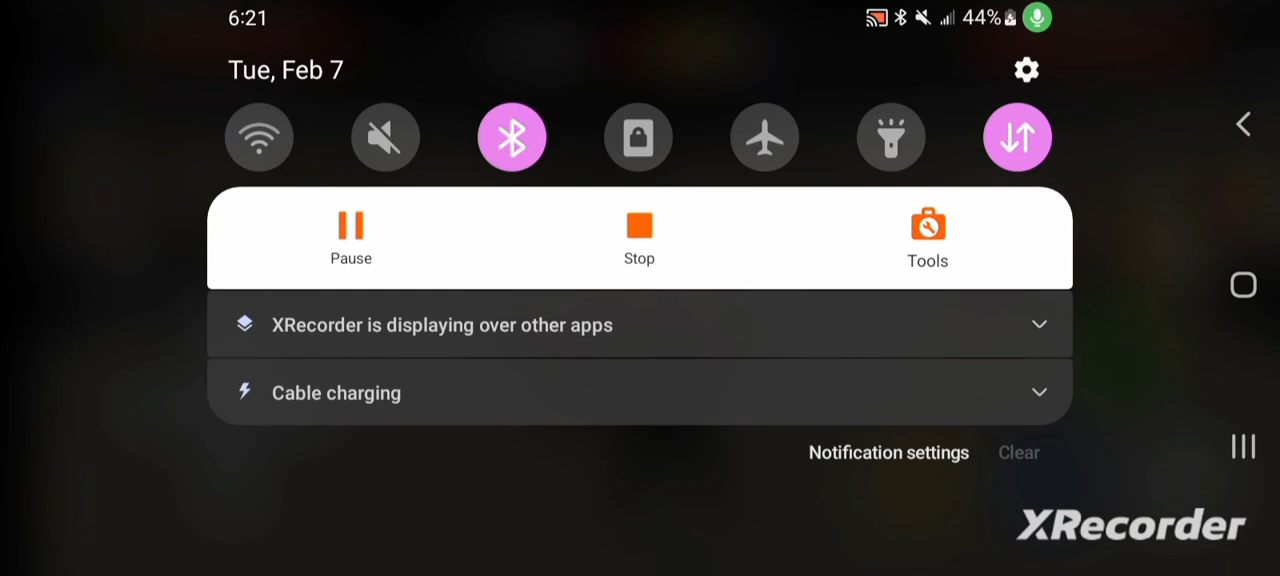 6:21
44%
Tue, Feb 7
Pause
Stop
Tools
XRecorder is displaying over other apps
Cable charging
Notification settings
Clear
XRecorder